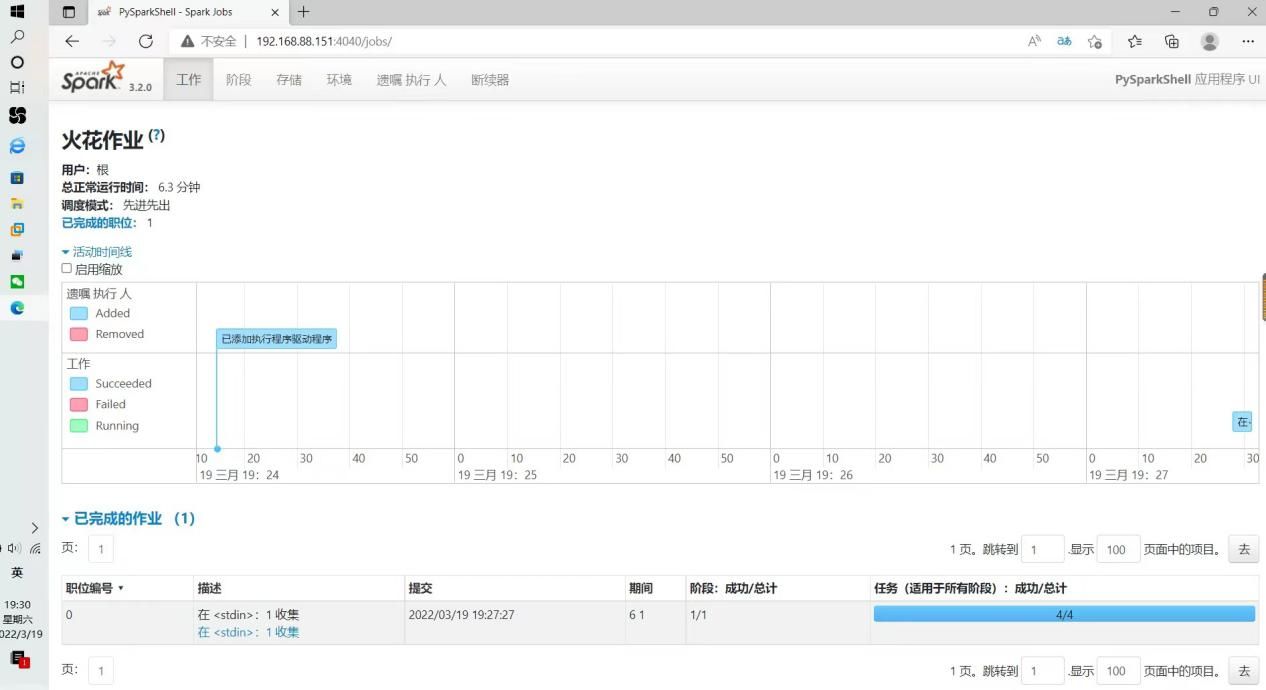 PySparkShell - Spark Jobs
不安全 | 192.168.88.151:4040/jobs/
APACHE Spark 3.2.0 工作 阶段 存储 环境 遗嘱 执行 人 断续器 PySparkShell 应用程序 UI
火花作业 (?)
用户： 根
总正常运行时间： 6.3 分钟
调度模式： 先进先出
已完成的职位： 1
活动时间线
启用缩放
遗嘱 执行 人
Added
Removed
已添加执行程序驱动程序
工作
Succeeded
Failed
Running
在·
10 20 30 40 50 0 10 20 30 40 50 0 10 20 30 40 50 0 10 20 30
19 三月 19：24 19 三月 19：25 19 三月 19：26 19 三月 19：27
已完成的作业 （1）
页： 1 1 页。跳转到 1 .显示 100 页面中的项目。 去
职位编号 描述 提交 期间 阶段：成功/总计 任务（适用于所有阶段）：成功/总计
0 在 <stdin>：1 收集 2022/03/19 19:27:27 6 1 1/1 4/4
在 <stdin>：1 收集
页： 1 1 页。跳转到 1 .显示 100 页面中的项目。 去
英
19:30
星期六
022/3/19
1